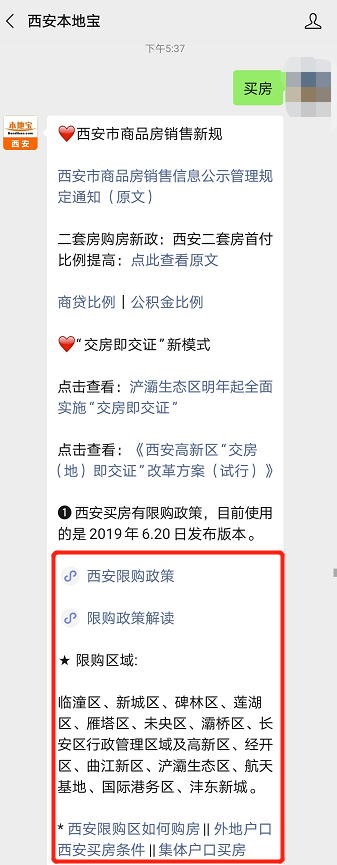 西安本地宝
下午5:37
买房
本地宝
Bendibao.com
西安
西安市商品房销售新规
西安市商品房销售信息公示管理规
定通知（原文）
二套房购房新政：西安二套房首付
比例提高：点此查看原文
商贷比例 | 公积金比例
“交房即交证”新模式
点击查看：浐灞生态区明年起全面
实施“交房即交证”
点击查看：《西安高新区“交房
（地）即交证”改革方案（试行）》
❶ 西安买房有限购政策，目前使用
的是 2019 年 6.20 日发布版本。
西安限购政策
限购政策解读
★ 限购区域:
临潼区、新城区、碑林区、莲湖
区、雁塔区、未央区、灞桥区、长
安区行政管理区域及高新区、经开
区、曲江新区、浐灞生态区、航天
基地、国际港务区、沣东新城。
* 西安限购区如何购房 || 外地户口
西安买房条件 || 集体户口买房